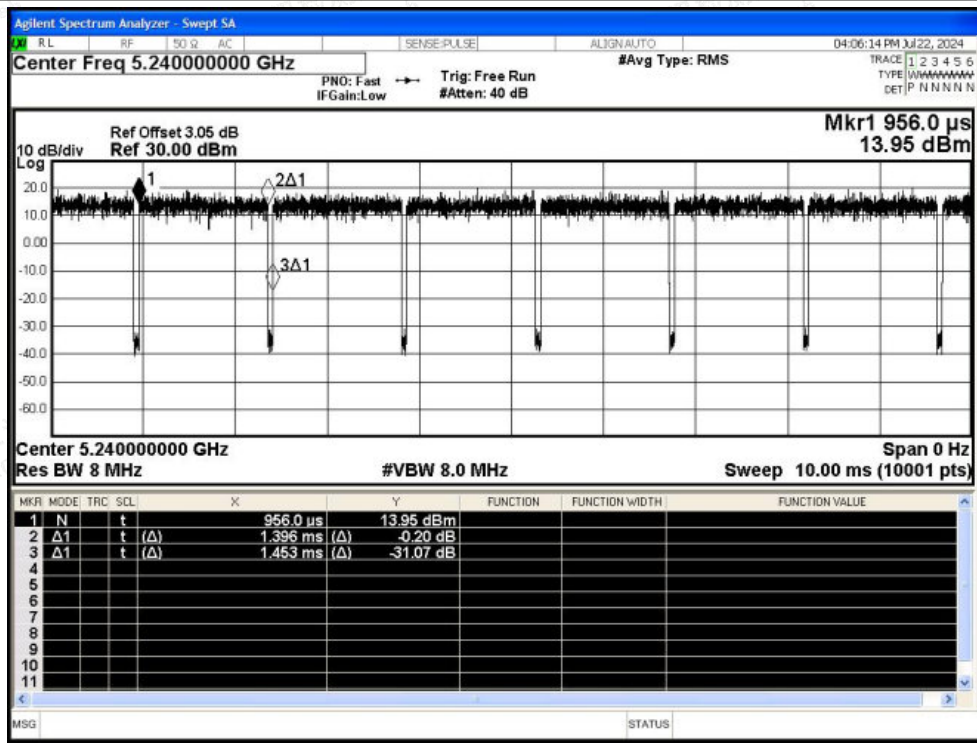 Agilent Spectrum Analyzer - Swept SA
RL RF 50 Ω AC SENSE:PULSE ALIGNAUTO 04:06:14 PM Jul 22, 2024
Center Freq 5.240000000 GHz
PNO: Fast
IFGain:Low
Trig: Free Run
#Atten: 40 dB
#Avg Type: RMS
TRACE 1 2 3 4 5 6
TYPE WWWWWW
DET P N N N N N
Mkr1 956.0 µs
13.95 dBm
Ref Offset 3.05 dB
10 dB/div Ref 30.00 dBm
Log
20.0
10.0
0.00
-10.0
-20.0
-30.0
-40.0
-50.0
-60.0
1
2Δ1
3Δ1
Center 5.240000000 GHz Span 0 Hz
Res BW 8 MHz #VBW 8.0 MHz Sweep 10.00 ms (10001 pts)
MKR MODE TRC SCL X Y FUNCTION FUNCTION WIDTH FUNCTION VALUE
1 N t 956.0 µs 13.95 dBm
2 Δ1 t (Δ) 1.396 ms (Δ) -0.20 dB
3 Δ1 t (Δ) 1.453 ms (Δ) -31.07 dB
4
5
6
7
8
9
10
11
MSG STATUS